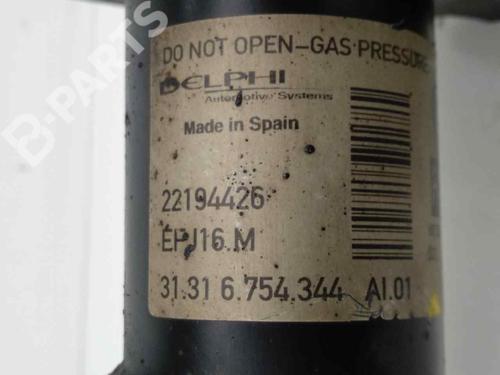 DO NOT OPEN-GAS PRESSURE
DELPHI
Automotive Systems
Made in Spain
22194426
EPJ16 M
31.31 6.754.344 AI.01
B-PARTS